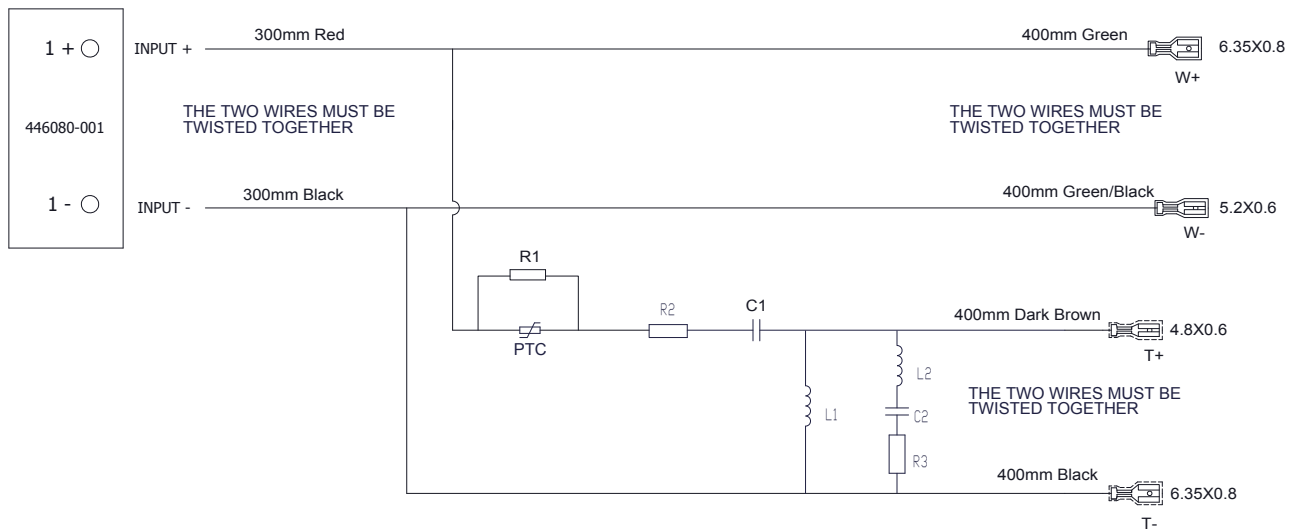 1 +
INPUT +
300mm Red
400mm Green
6.35X0.8
W+
446080-001
THE TWO WIRES MUST BE
TWISTED TOGETHER
THE TWO WIRES MUST BE
TWISTED TOGETHER
1 -
INPUT -
300mm Black
400mm Green/Black
5.2X0.6
W-
R1
PTC
R2
C1
400mm Dark Brown
4.8X0.6
T+
L1
L2
C2
R3
THE TWO WIRES MUST BE
TWISTED TOGETHER
400mm Black
6.35X0.8
T-